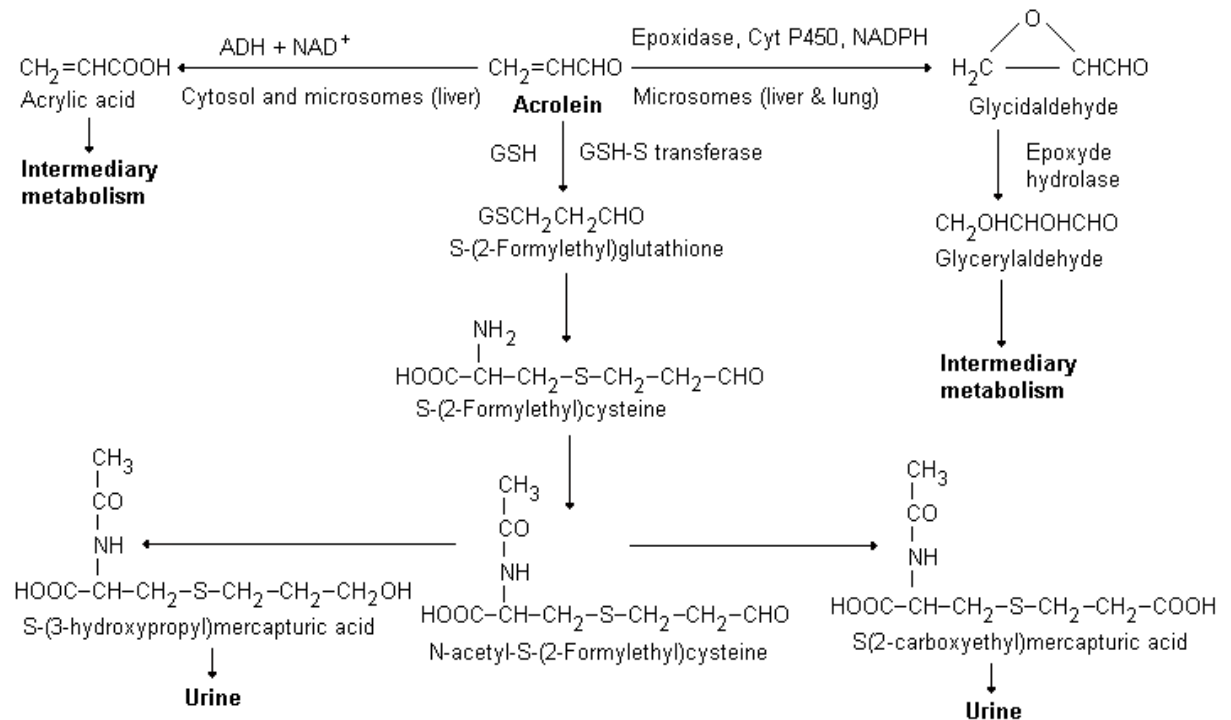 O
ADH + NAD⁺
Epoxidase, Cyt P450, NADPH
CH₂=CHCOOH
CH₂=CHCHO
H₂C — CHCHO
Acrylic acid
Cytosol and microsomes (liver)
Acrolein
Microsomes (liver & lung)
Glycidaldehyde
Intermediary
metabolism
GSH
GSH-S transferase
Epoxyde
hydrolase
GSCH₂CH₂CHO
S-(2-Formylethyl)glutathione
CH₂OHCHOHCHO
Glycerylaldehyde
NH₂
HOOC–CH–CH₂–S–CH₂–CH₂–CHO
S-(2-Formylethyl)cysteine
Intermediary
metabolism
CH₃
CO
NH
HOOC–CH–CH₂–S–CH₂–CH₂–CH₂OH
S-(3-hydroxypropyl)mercapturic acid
Urine
CH₃
CO
NH
HOOC–CH–CH₂–S–CH₂–CH₂–CHO
N-acetyl-S-(2-Formylethyl)cysteine
CH₃
CO
NH
HOOC–CH–CH₂–S–CH₂–CH₂–COOH
S(2-carboxyethyl)mercapturic acid
Urine